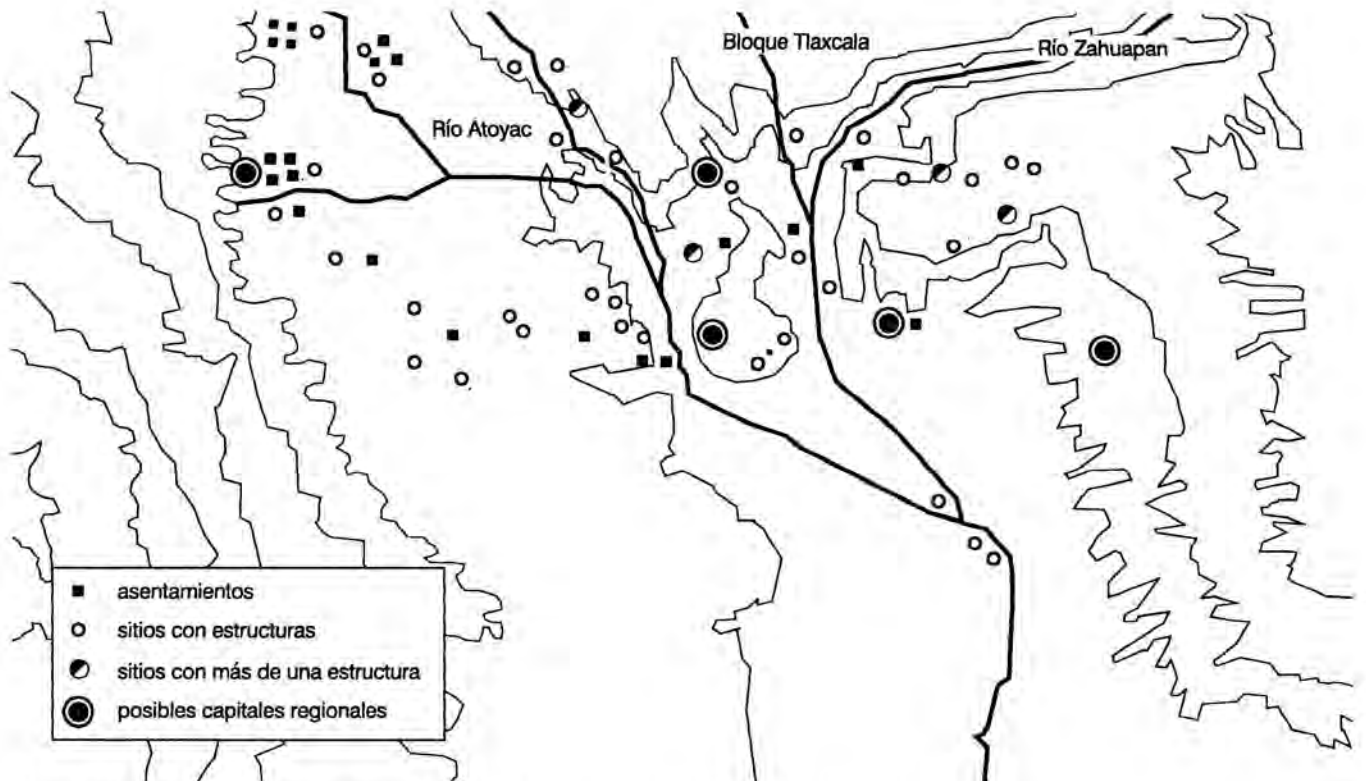 Bloque Tlaxcala
Río Zahuapan
Río Atoyac
asentamientos
sitios con estructuras
sitios con más de una estructura
posibles capitales regionales